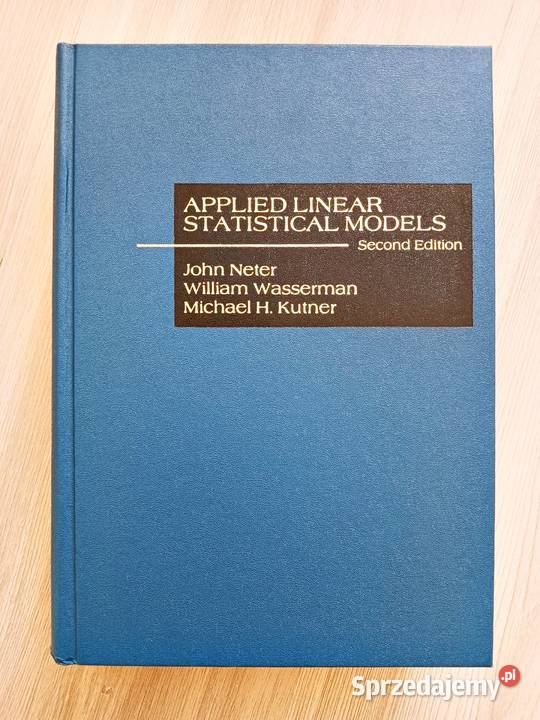 APPLIED LINEAR
STATISTICAL MODELS
Second Edition
John Neter
William Wasserman
Michael H. Kutner
Sprzedajemy.pl